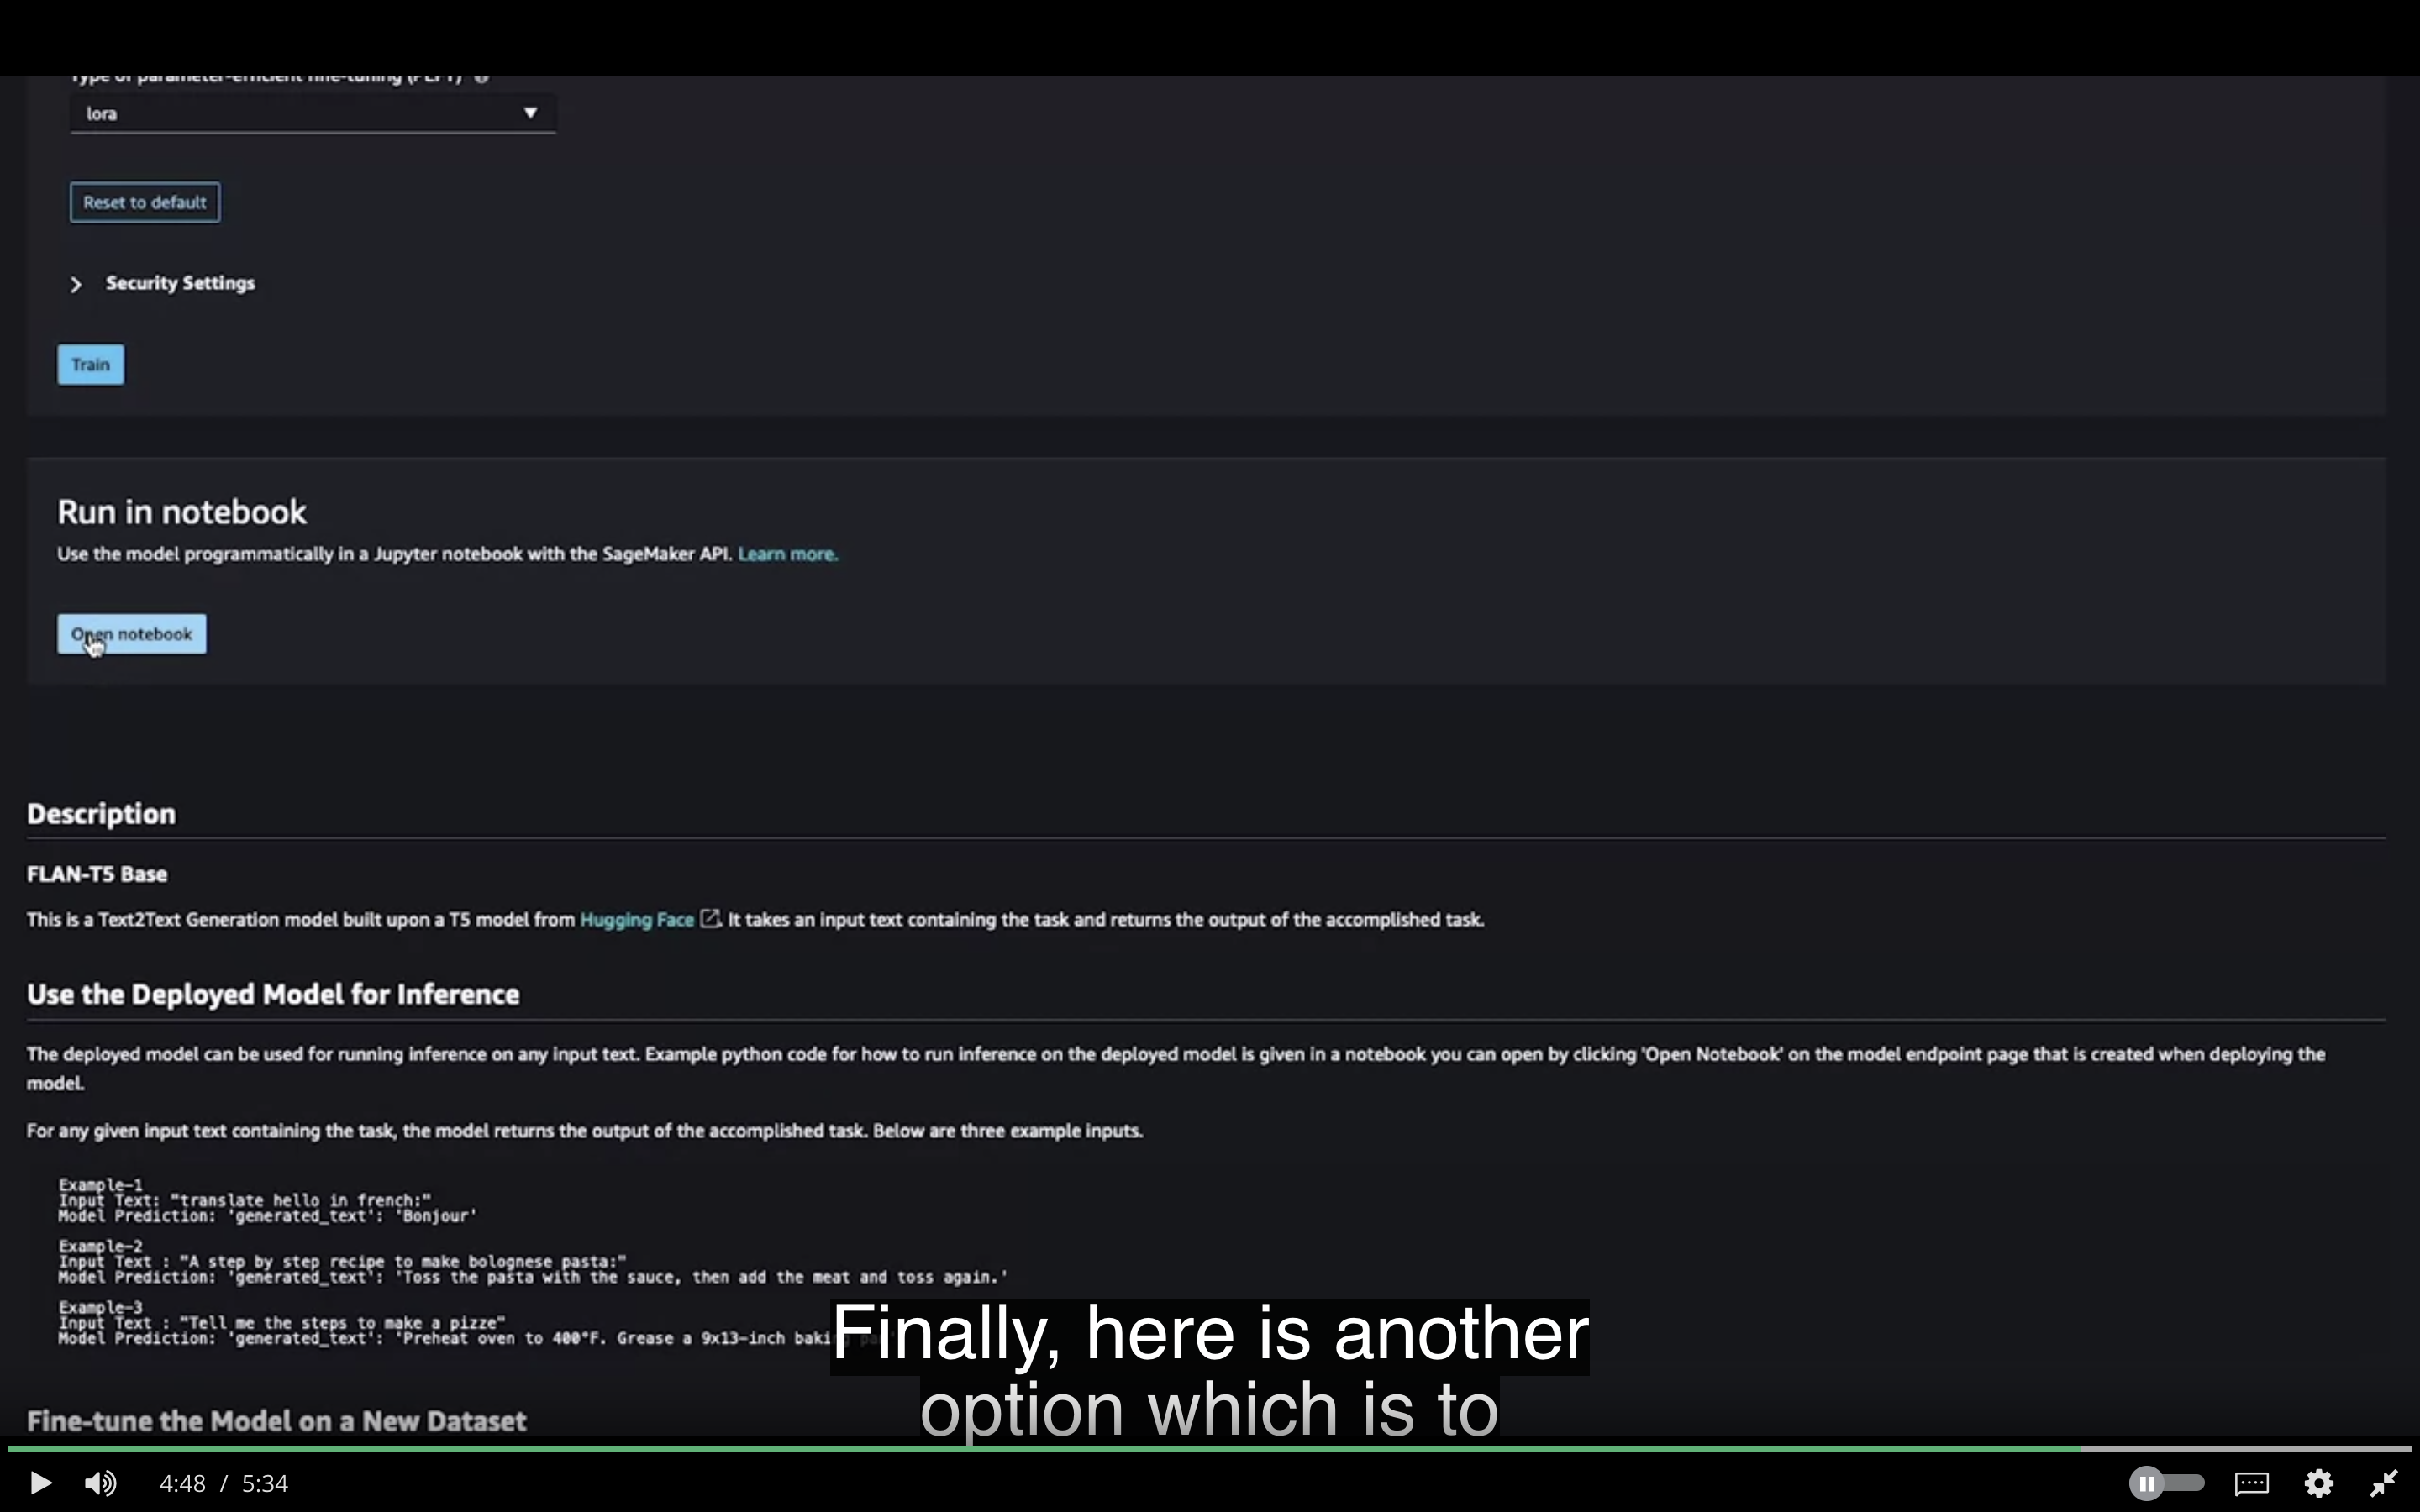 Type of parameter-efficient fine-tuning (PEFT)
lora
Reset to default
Security Settings
Train
Run in notebook
Use the model programmatically in a Jupyter notebook with the SageMaker API. Learn more.
Open notebook
Description
FLAN-T5 Base
This is a Text2Text Generation model built upon a T5 model from Hugging Face. It takes an input text containing the task and returns the output of the accomplished task.
Use the Deployed Model for Inference
The deployed model can be used for running inference on any input text. Example python code for how to run inference on the deployed model is given in a notebook you can open by clicking 'Open Notebook' on the model endpoint page that is created when deploying the
model.
For any given input text containing the task, the model returns the output of the accomplished task. Below are three example inputs.
Example-1
Input Text: "translate hello in french:"
Model Prediction: 'generated_text': 'Bonjour'
Example-2
Input Text : "A step by step recipe to make bolognese pasta:"
Model Prediction: 'generated_text': 'Toss the pasta with the sauce, then add the meat and toss again.'
Example-3
Input Text : "Tell me the steps to make a pizze"
Model Prediction: 'generated_text': 'Preheat oven to 400°F. Grease a 9x13-inch
Finally, here is another
option which is to
Fine-tune the Model on a New Dataset
4:48 / 5:34